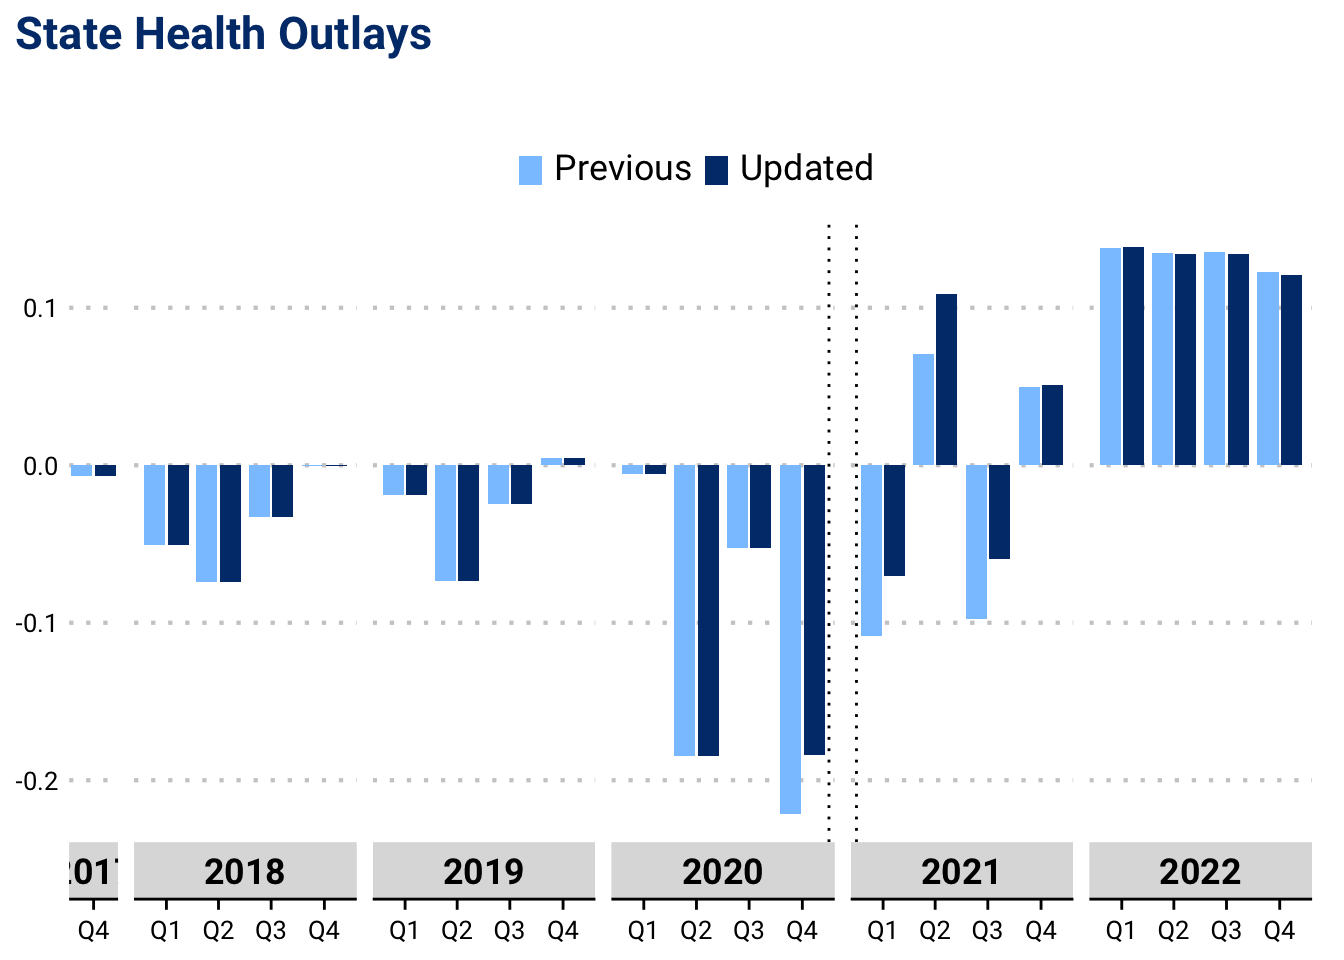 State Health Outlays
Previous Updated
0.1
0.0
-0.1
-0.2
2018 2019 2020 2021 2022
Q4 Q1 Q2 Q3 Q4 Q1 Q2 Q3 Q4 Q1 Q2 Q3 Q4 Q1 Q2 Q3 Q4 Q1 Q2 Q3 Q4